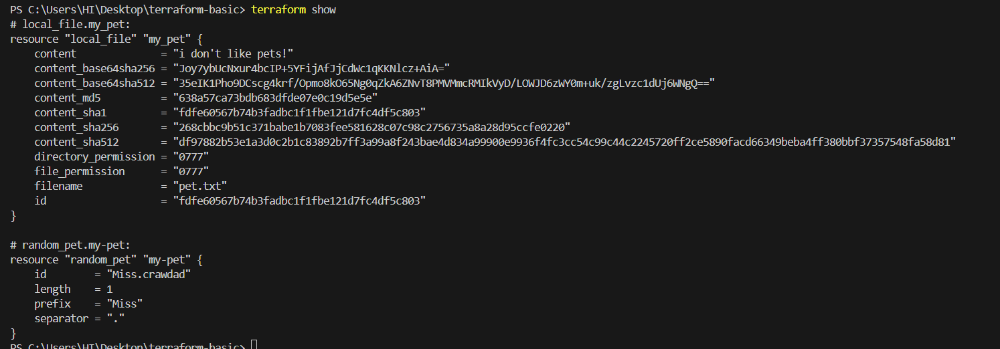 PS C:\Users\HI\Desktop\terraform-basic> terraform show
# local_file.my_pet:
resource "local_file" "my_pet" {
    content              = "i don't like pets!"
    content_base64sha256 = "Joy7ybUcNxur4bcIP+5YFijAfJjCdWc1qKKNlcz+AiA="
    content_base64sha512 = "35eIK1Pho9DCscg4krf/Opmo8kO65Ng0qZkA6ZNvT8PMVMmcRMIkVyD/LOWJD6zWY0m+uk/zgLvzc1dUj6WNgQ=="
    content_md5          = "638a57ca73bdb683dfde07e0c19d5e5e"
    content_sha1         = "fdfe60567b74b3fadbc1f1fbe121d7fc4df5c803"
    content_sha256       = "268cbbc9b51c371babe1b7083fee581628c07c98c2756735a8a28d95ccfe0220"
    content_sha512       = "df97882b53e1a3d0c2b1c83892b7ff3a99a8f243bae4d834a99900e9936f4fc3cc54c99c44c2245720ff2ce5890facd66349beba4ff380bbf37357548fa58d81"
    directory_permission = "0777"
    file_permission      = "0777"
    filename             = "pet.txt"
    id                   = "fdfe60567b74b3fadbc1f1fbe121d7fc4df5c803"
}

# random_pet.my-pet:
resource "random_pet" "my-pet" {
    id        = "Miss.crawdad"
    length    = 1
    prefix    = "Miss"
    separator = "."
}
PS C:\Users\HI\Desktop\terraform-basic>